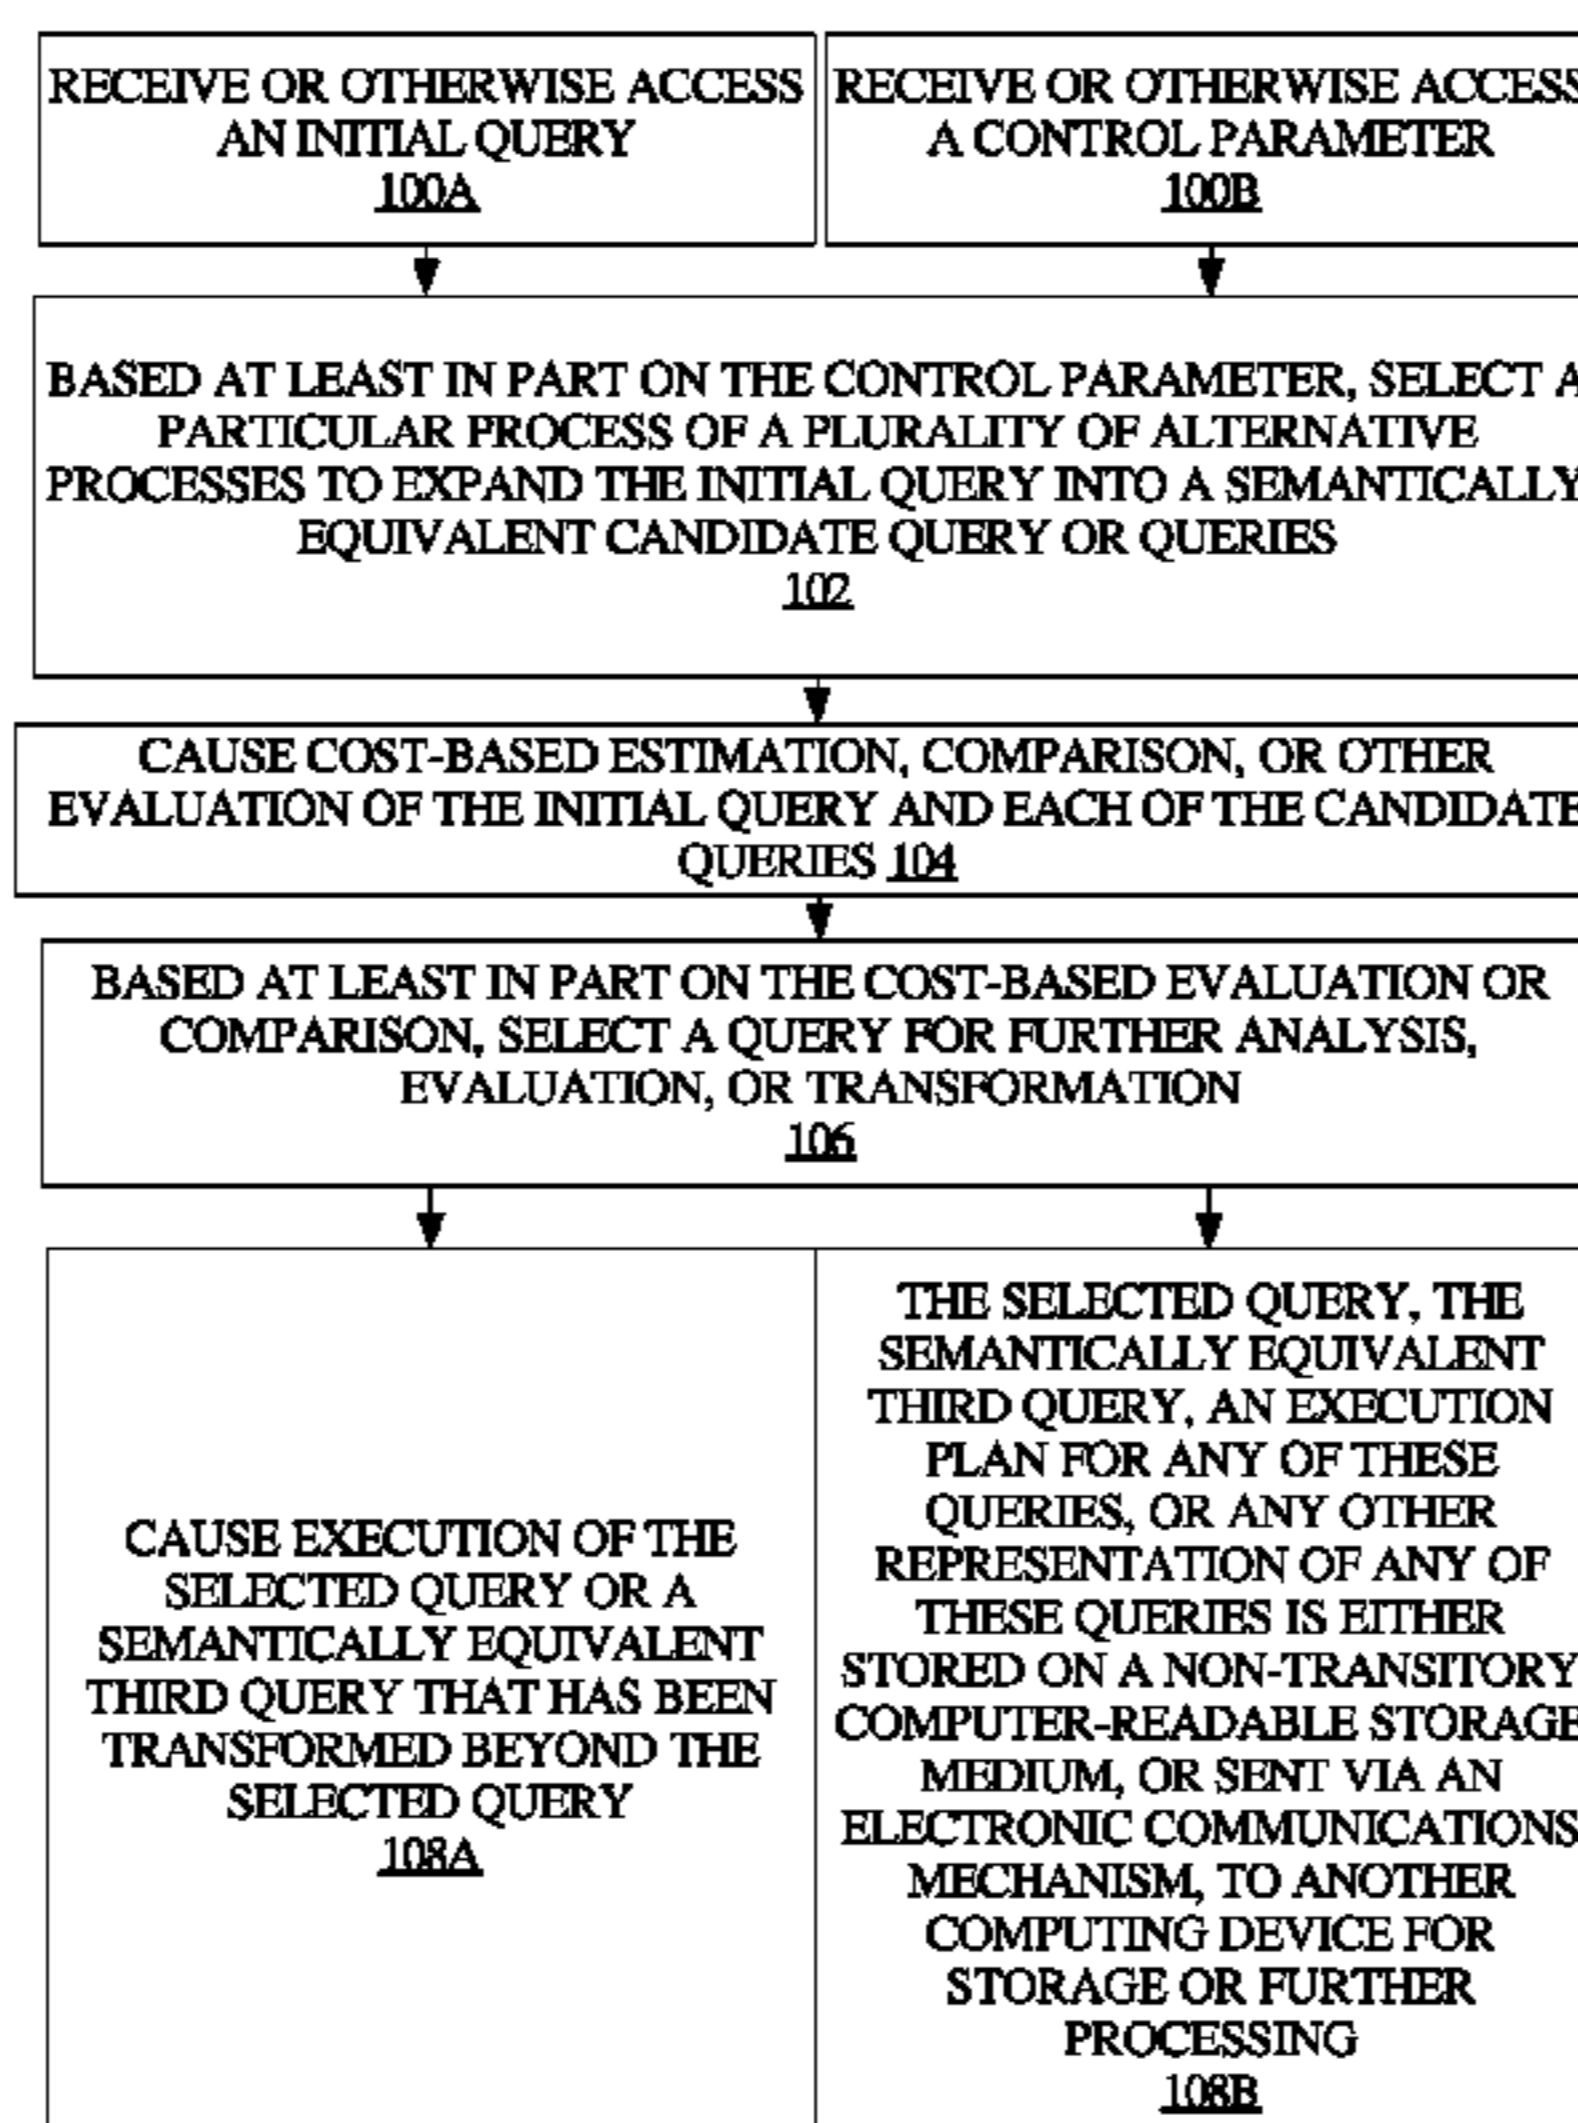 RECEIVE OR OTHERWISE ACCESS
AN INITIAL QUERY
100A
RECEIVE OR OTHERWISE ACCESS
A CONTROL PARAMETER
100B
BASED AT LEAST IN PART ON THE CONTROL PARAMETER, SELECT A
PARTICULAR PROCESS OF A PLURALITY OF ALTERNATIVE
PROCESSES TO EXPAND THE INITIAL QUERY INTO A SEMANTICALLY
EQUIVALENT CANDIDATE QUERY OR QUERIES
102
CAUSE COST-BASED ESTIMATION, COMPARISON, OR OTHER
EVALUATION OF THE INITIAL QUERY AND EACH OF THE CANDIDATE
QUERIES 104
BASED AT LEAST IN PART ON THE COST-BASED EVALUATION OR
COMPARISON, SELECT A QUERY FOR FURTHER ANALYSIS,
EVALUATION, OR TRANSFORMATION
106
CAUSE EXECUTION OF THE
SELECTED QUERY OR A
SEMANTICALLY EQUIVALENT
THIRD QUERY THAT HAS BEEN
TRANSFORMED BEYOND THE
SELECTED QUERY
108A
THE SELECTED QUERY, THE
SEMANTICALLY EQUIVALENT
THIRD QUERY, AN EXECUTION
PLAN FOR ANY OF THESE
QUERIES, OR ANY OTHER
REPRESENTATION OF ANY OF
THESE QUERIES IS EITHER
STORED ON A NON-TRANSITORY
COMPUTER-READABLE STORAGE
MEDIUM, OR SENT VIA AN
ELECTRONIC COMMUNICATIONS
MECHANISM, TO ANOTHER
COMPUTING DEVICE FOR
STORAGE OR FURTHER
PROCESSING
108B